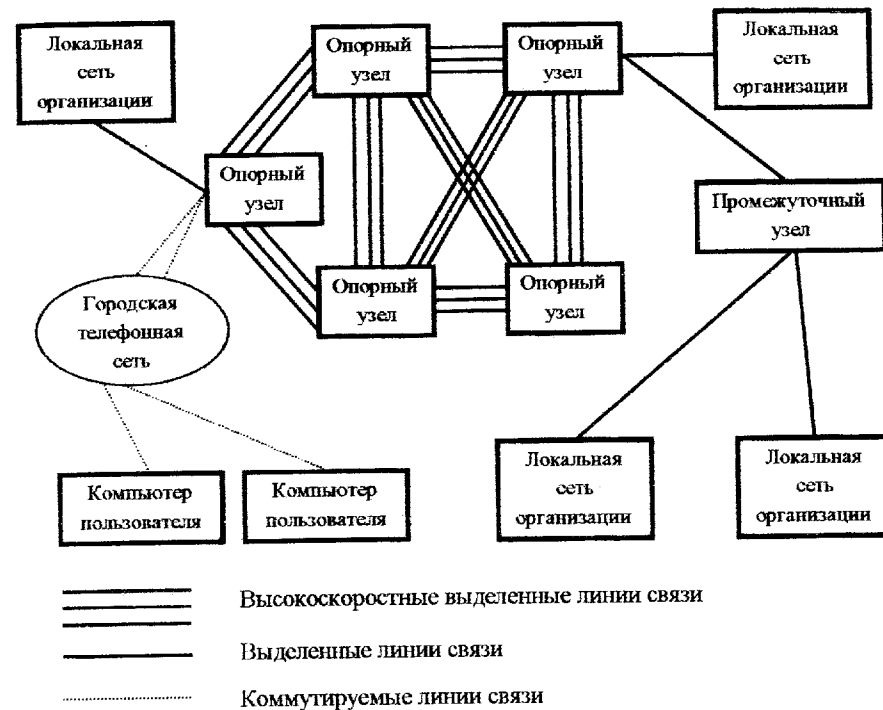 Локальная
сеть
организации
Опорный
узел
Опорный
узел
Локальная
сеть
организации
Опорный
узел
Промежуточный
узел
Городская
телефонная
сеть
Опорный
узел
Опорный
узел
Компьютер
пользователя
Компьютер
пользователя
Локальная
сеть
организации
Локальная
сеть
организации
Высокоскоростные выделенные линии связи
Выделенные линии связи
Коммутируемые линии связи